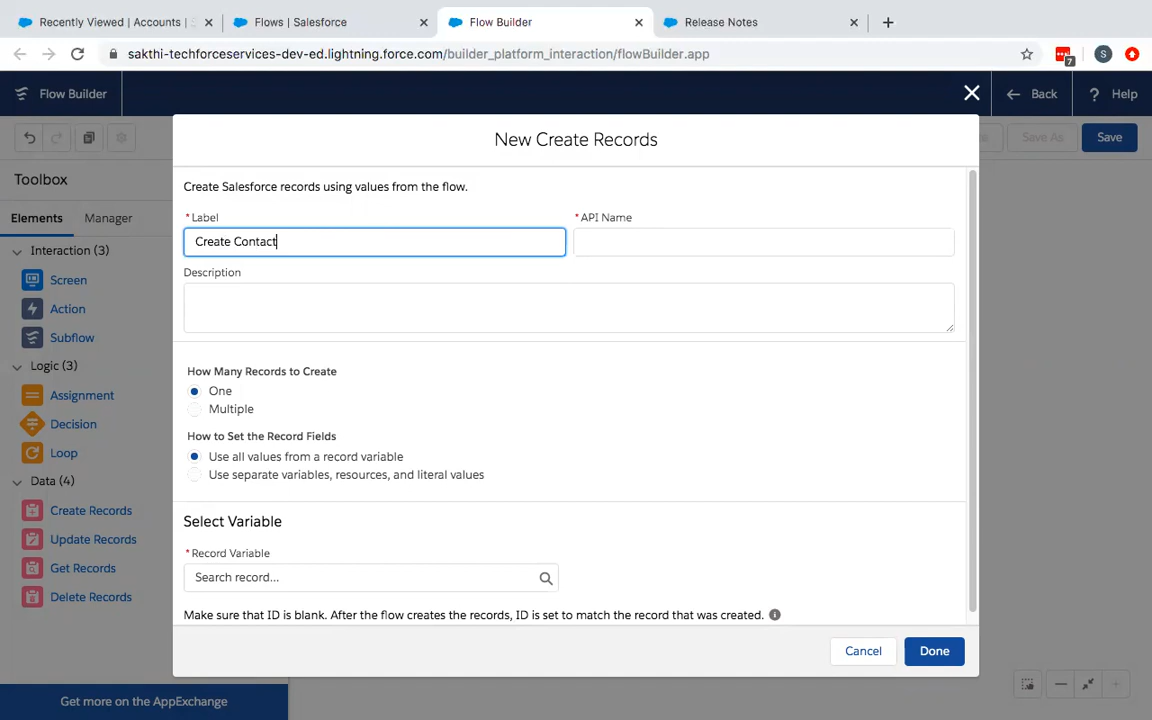 Recently Viewed | Accounts | S
Flows | Salesforce
Flow Builder
Release Notes
sakthi-techforceservices-dev-ed.lightning.force.com/builder_platform_interaction/flowBuilder.app
7
S
Flow Builder
Back
? Help
Save As
Save
Toolbox
Elements
Manager
Interaction (3)
Screen
Action
Subflow
Logic (3)
Assignment
Decision
Loop
Data (4)
Create Records
Update Records
Get Records
Delete Records
Get more on the AppExchange
New Create Records
Create Salesforce records using values from the flow.
* Label
* API Name
Create Contact
Description
How Many Records to Create
One
Multiple
How to Set the Record Fields
Use all values from a record variable
Use separate variables, resources, and literal values
Select Variable
* Record Variable
Search record...
Make sure that ID is blank. After the flow creates the records, ID is set to match the record that was created.
Cancel
Done